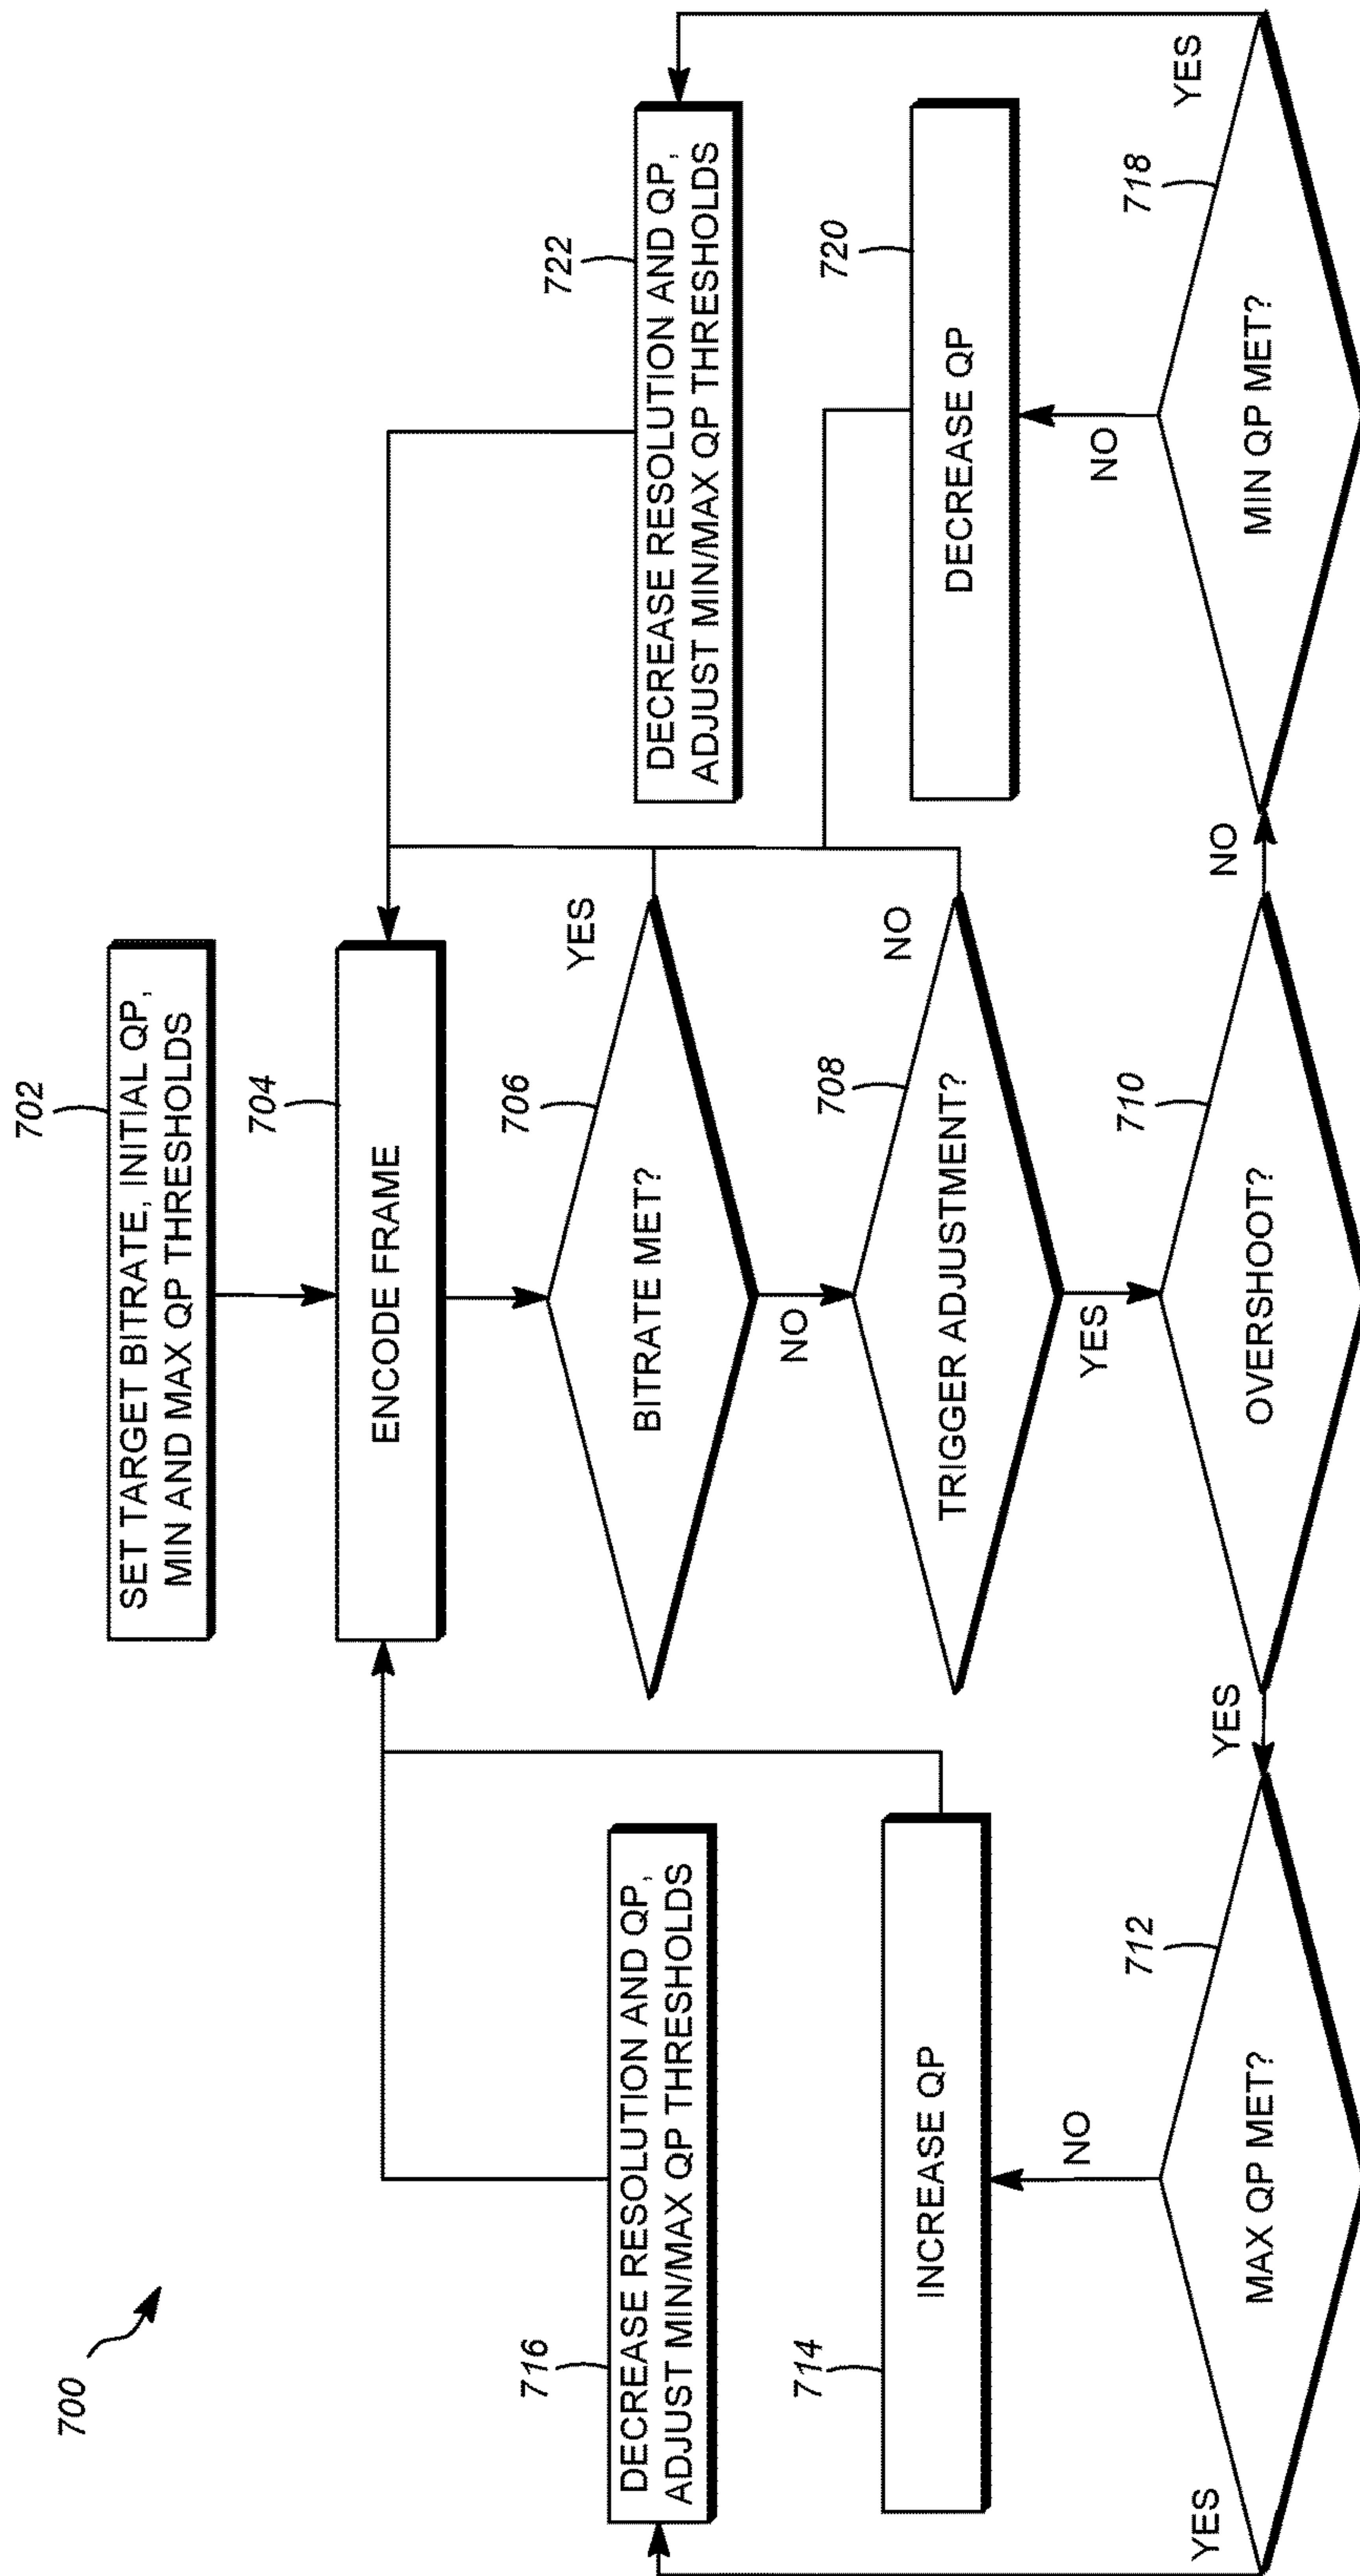 700
702
SET TARGET BITRATE, INITIAL QP,
MIN AND MAX QP THRESHOLDS
704
ENCODE FRAME
706
BITRATE MET?
YES
NO
708
TRIGGER ADJUSTMENT?
NO
YES
710
OVERSHOOT?
YES
NO
712
MAX QP MET?
NO
YES
714
INCREASE QP
716
DECREASE RESOLUTION AND QP,
ADJUST MIN/MAX QP THRESHOLDS
718
MIN QP MET?
NO
YES
720
DECREASE QP
722
DECREASE RESOLUTION AND QP,
ADJUST MIN/MAX QP THRESHOLDS